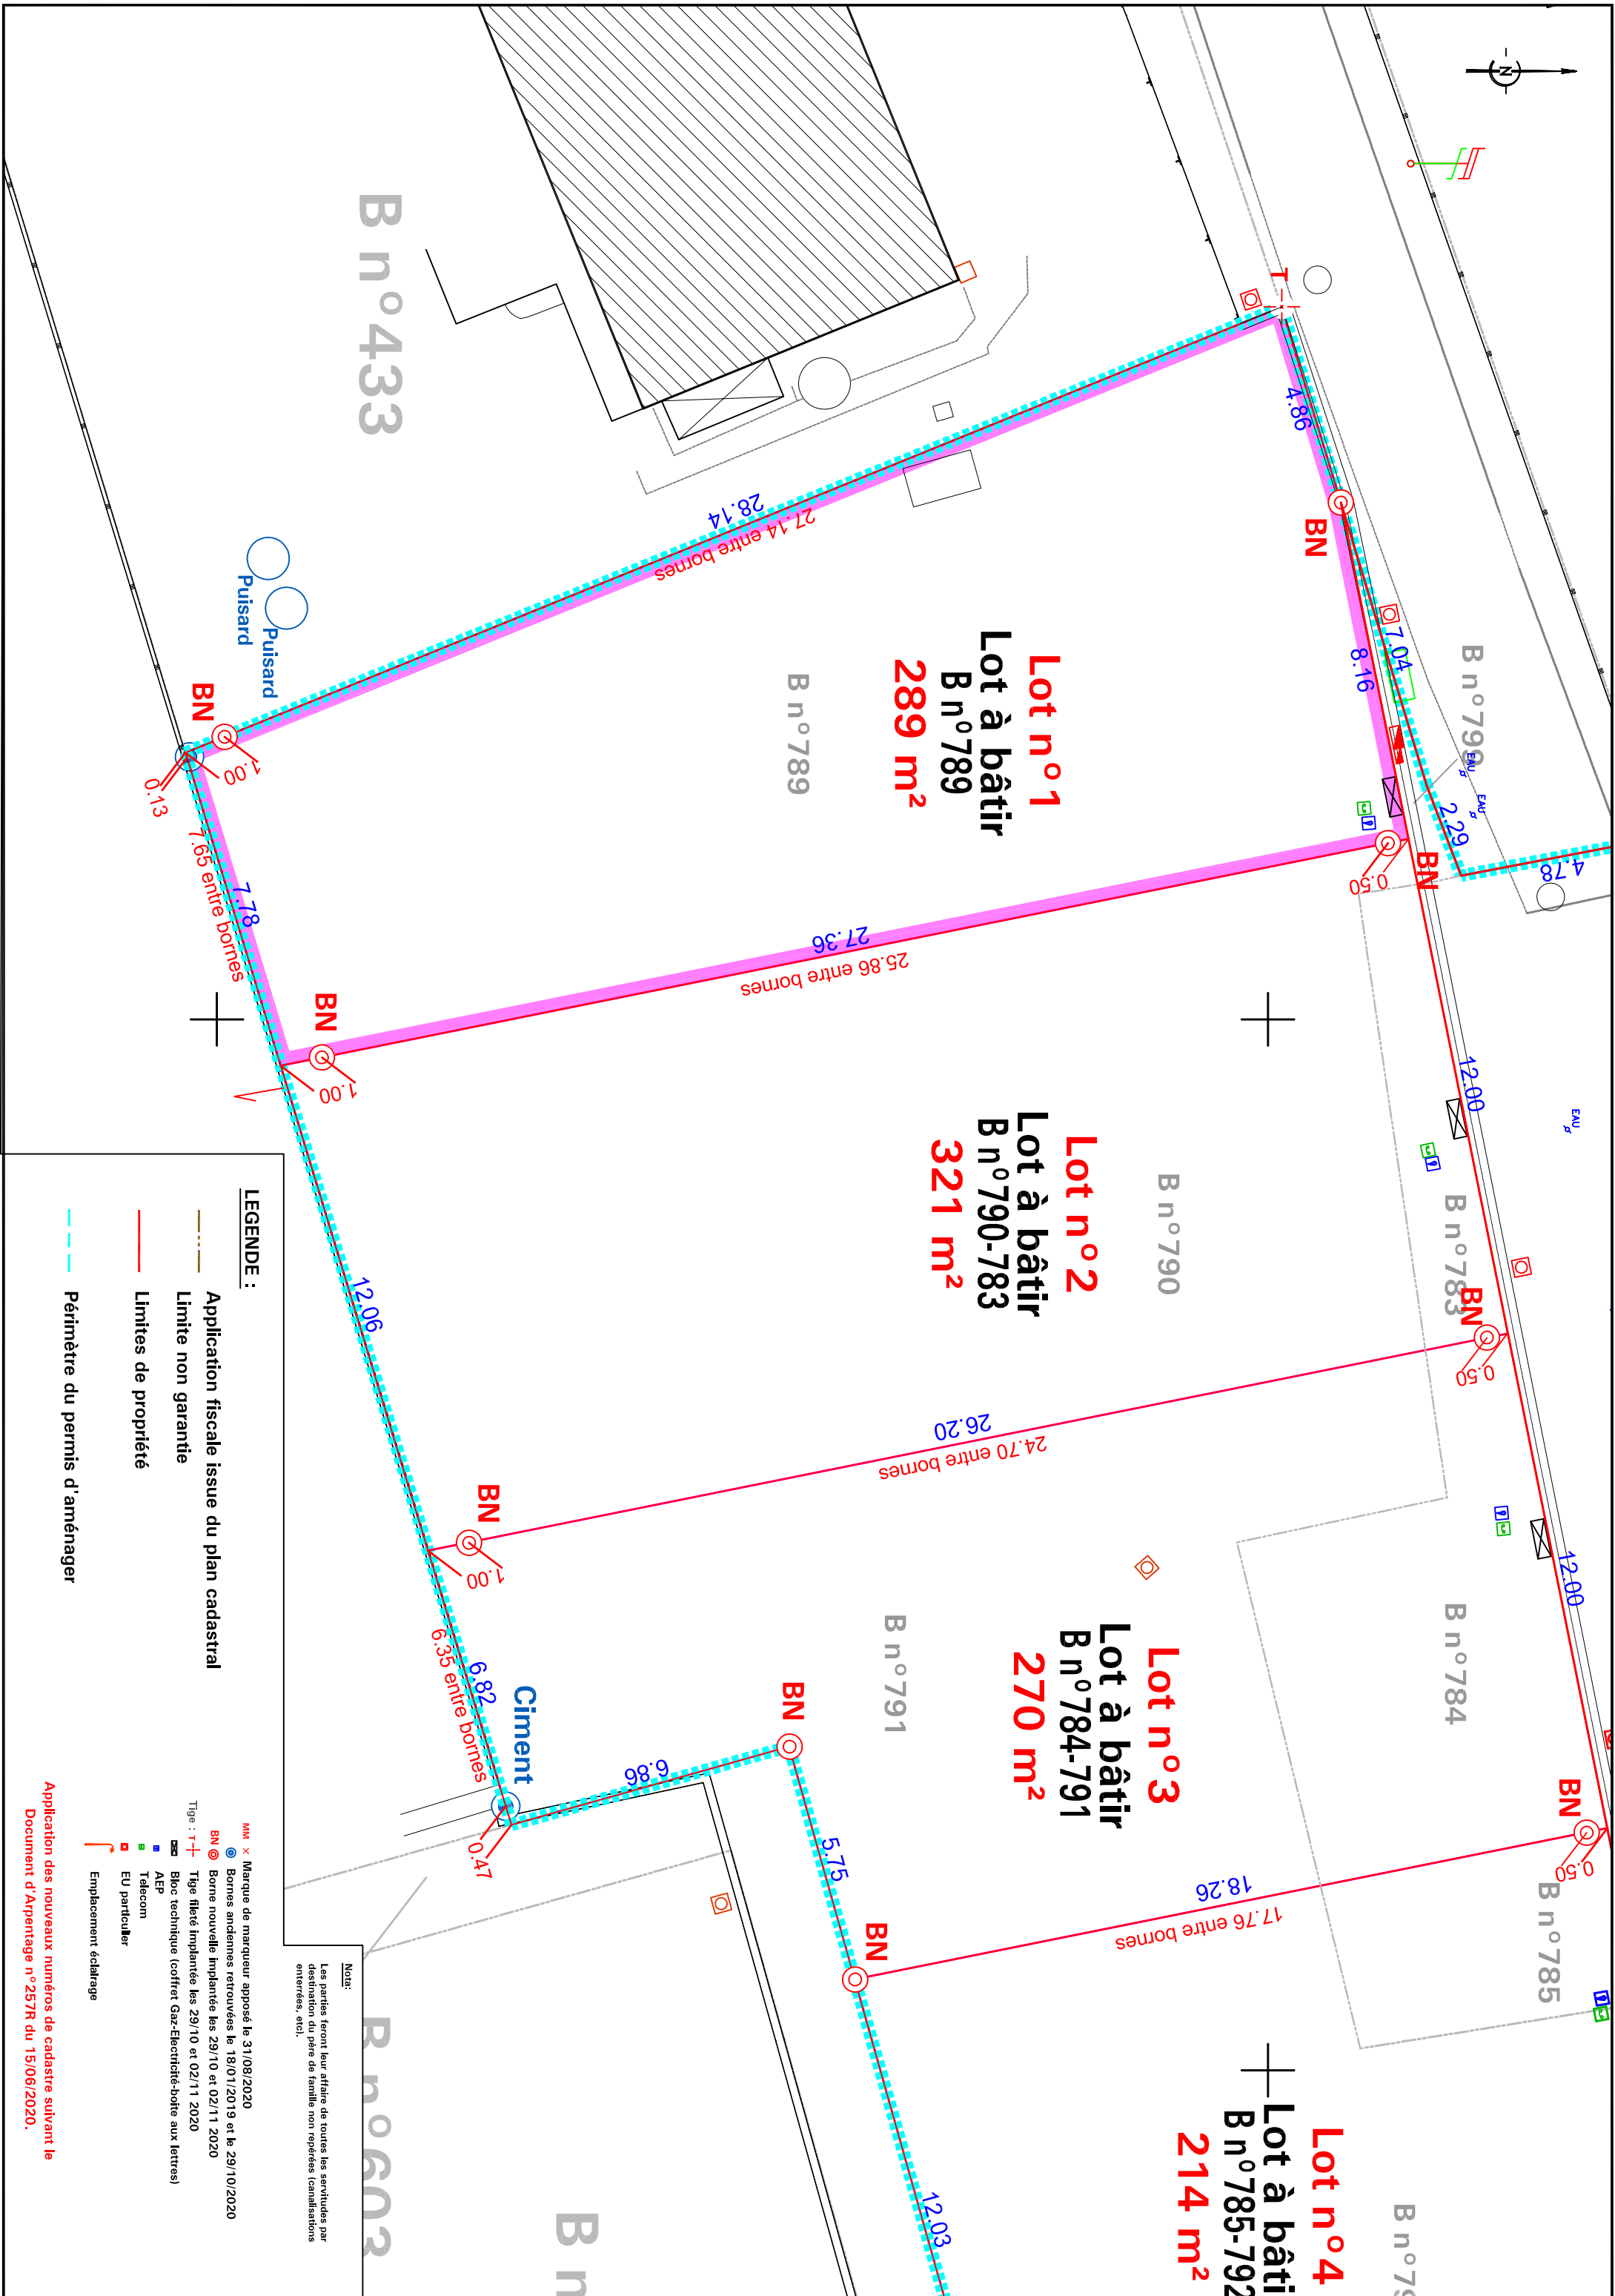 N
B n°433
T
4.86
BN
28.14
27.14 entre bornes
Puisard
Puisard
BN
1.00
0.13
7.65 entre bornes
7.78
Lot n°1
Lot à bâtir
B n°789
289 m²
B n°789
7.04
8.16
B n°799
EAU
EAU
2.29
4.78
BN
0.50
27.36
25.86 entre bornes
BN
1.00
12.00
EAU
Lot n°2
Lot à bâtir
B n°790-783
321 m²
B n°790
B n°783
BN
0.50
26.20
24.70 entre bornes
12.06
BN
1.00
12.00
B n°784
Lot n°3
Lot à bâtir
B n°784-791
270 m²
B n°791
6.35 entre bornes
6.82
Ciment
0.47
6.86
BN
5.75
BN
18.26
17.76 entre bornes
BN
0.50
B n°785
12.03
Lot n°4
Lot à bâti
B n°785-792
214 m²
B n°79
B n°603
B n
LEGENDE :
Application fiscale issue du plan cadastral
Limite non garantie
Limites de propriété
Périmètre du permis d'aménager
MM × Marque de marqueur apposé le 31/08/2020
Bornes anciennes retrouvées le 18/01/2019 et le 29/10/2020
BN Borne nouvelle implantée les 29/10 et 02/11 2020
Tige : T Tige fileté implantée les 29/10 et 02/11 2020
Bloc technique (coffret Gaz-Electricité-boite aux lettres)
AEP
Telecom
EU particulier
Emplacement éclairage
Nota:
Les parties feront leur affaire de toutes les servitudes par
destination du père de famille non repérées (canalisations
enterrées, etc).
Application des nouveaux numéros de cadastre suivant le
Document d'Arpentage n°257R du 15/06/2020.